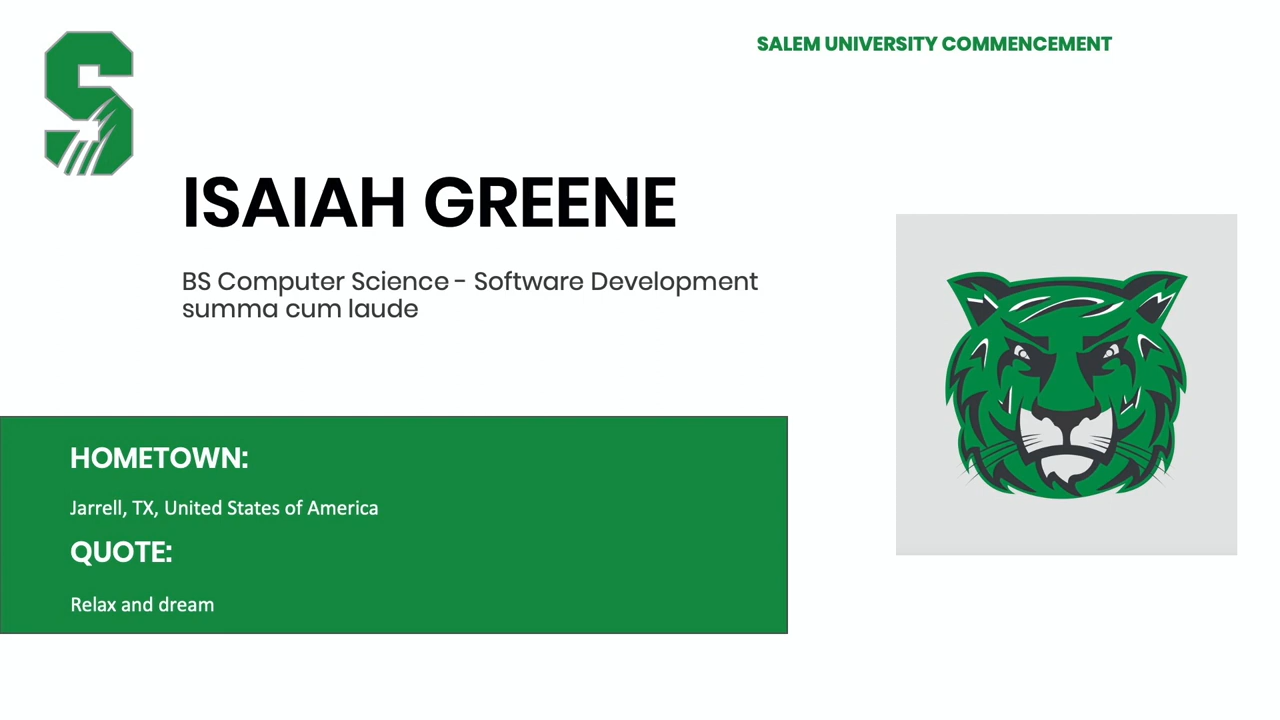 S
SALEM UNIVERSITY COMMENCEMENT
ISAIAH GREENE
BS Computer Science - Software Development
summa cum laude
HOMETOWN:
Jarrell, TX, United States of America
QUOTE:
Relax and dream